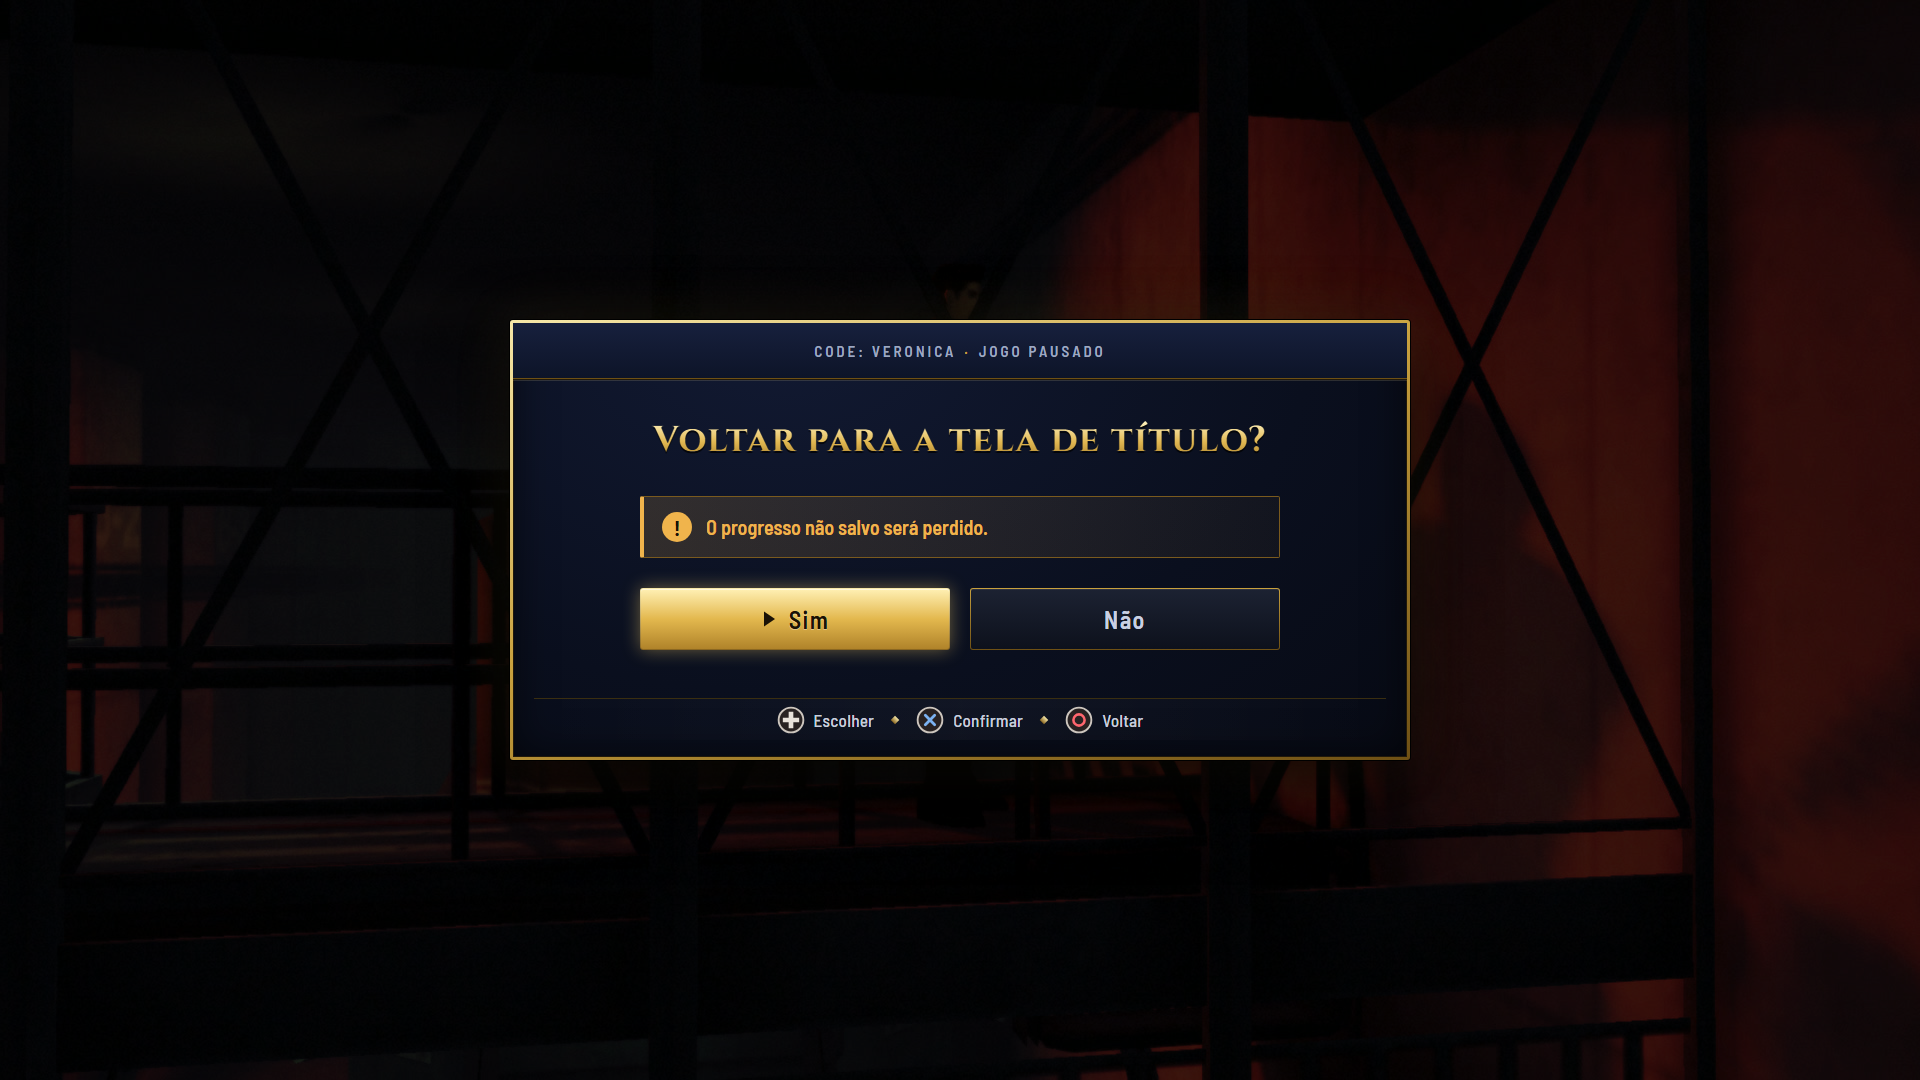 CODE: VERONICA · JOGO PAUSADO
Voltar para a tela de título?
! O progresso não salvo será perdido.
Sim
Não
Escolher
Confirmar
Voltar